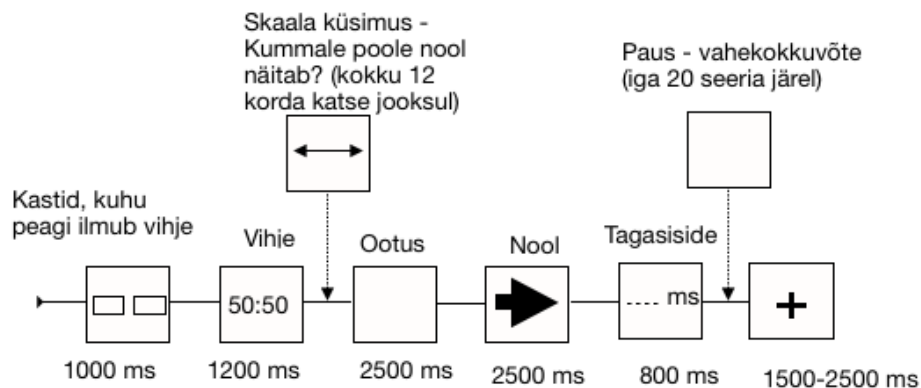 Skaala küsimus -
Kummale poole nool
näitab? (kokku 12
korda katse jooksul)
Paus - vahekokkuvõte
(iga 20 seeria järel)
Kastid, kuhu
peagi ilmub vihje
Vihje
Ootus
Nool
Tagasiside
50:50
---- ms
+
1000 ms
1200 ms
2500 ms
2500 ms
800 ms
1500-2500 ms